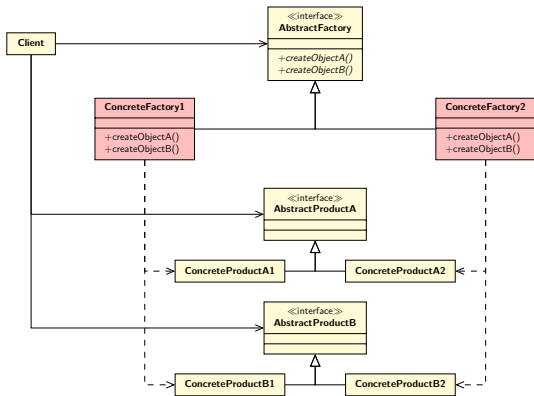 ≪interface≫
AbstractFactory
Client
+createObjectA()
+createObjectB()
ConcreteFactory1
ConcreteFactory2
+createObjectA()
+createObjectB()
+createObjectA()
+createObjectB()
≪interface≫
AbstractProductA
ConcreteProductA1
ConcreteProductA2
≪interface≫
AbstractProductB
ConcreteProductB1
ConcreteProductB2